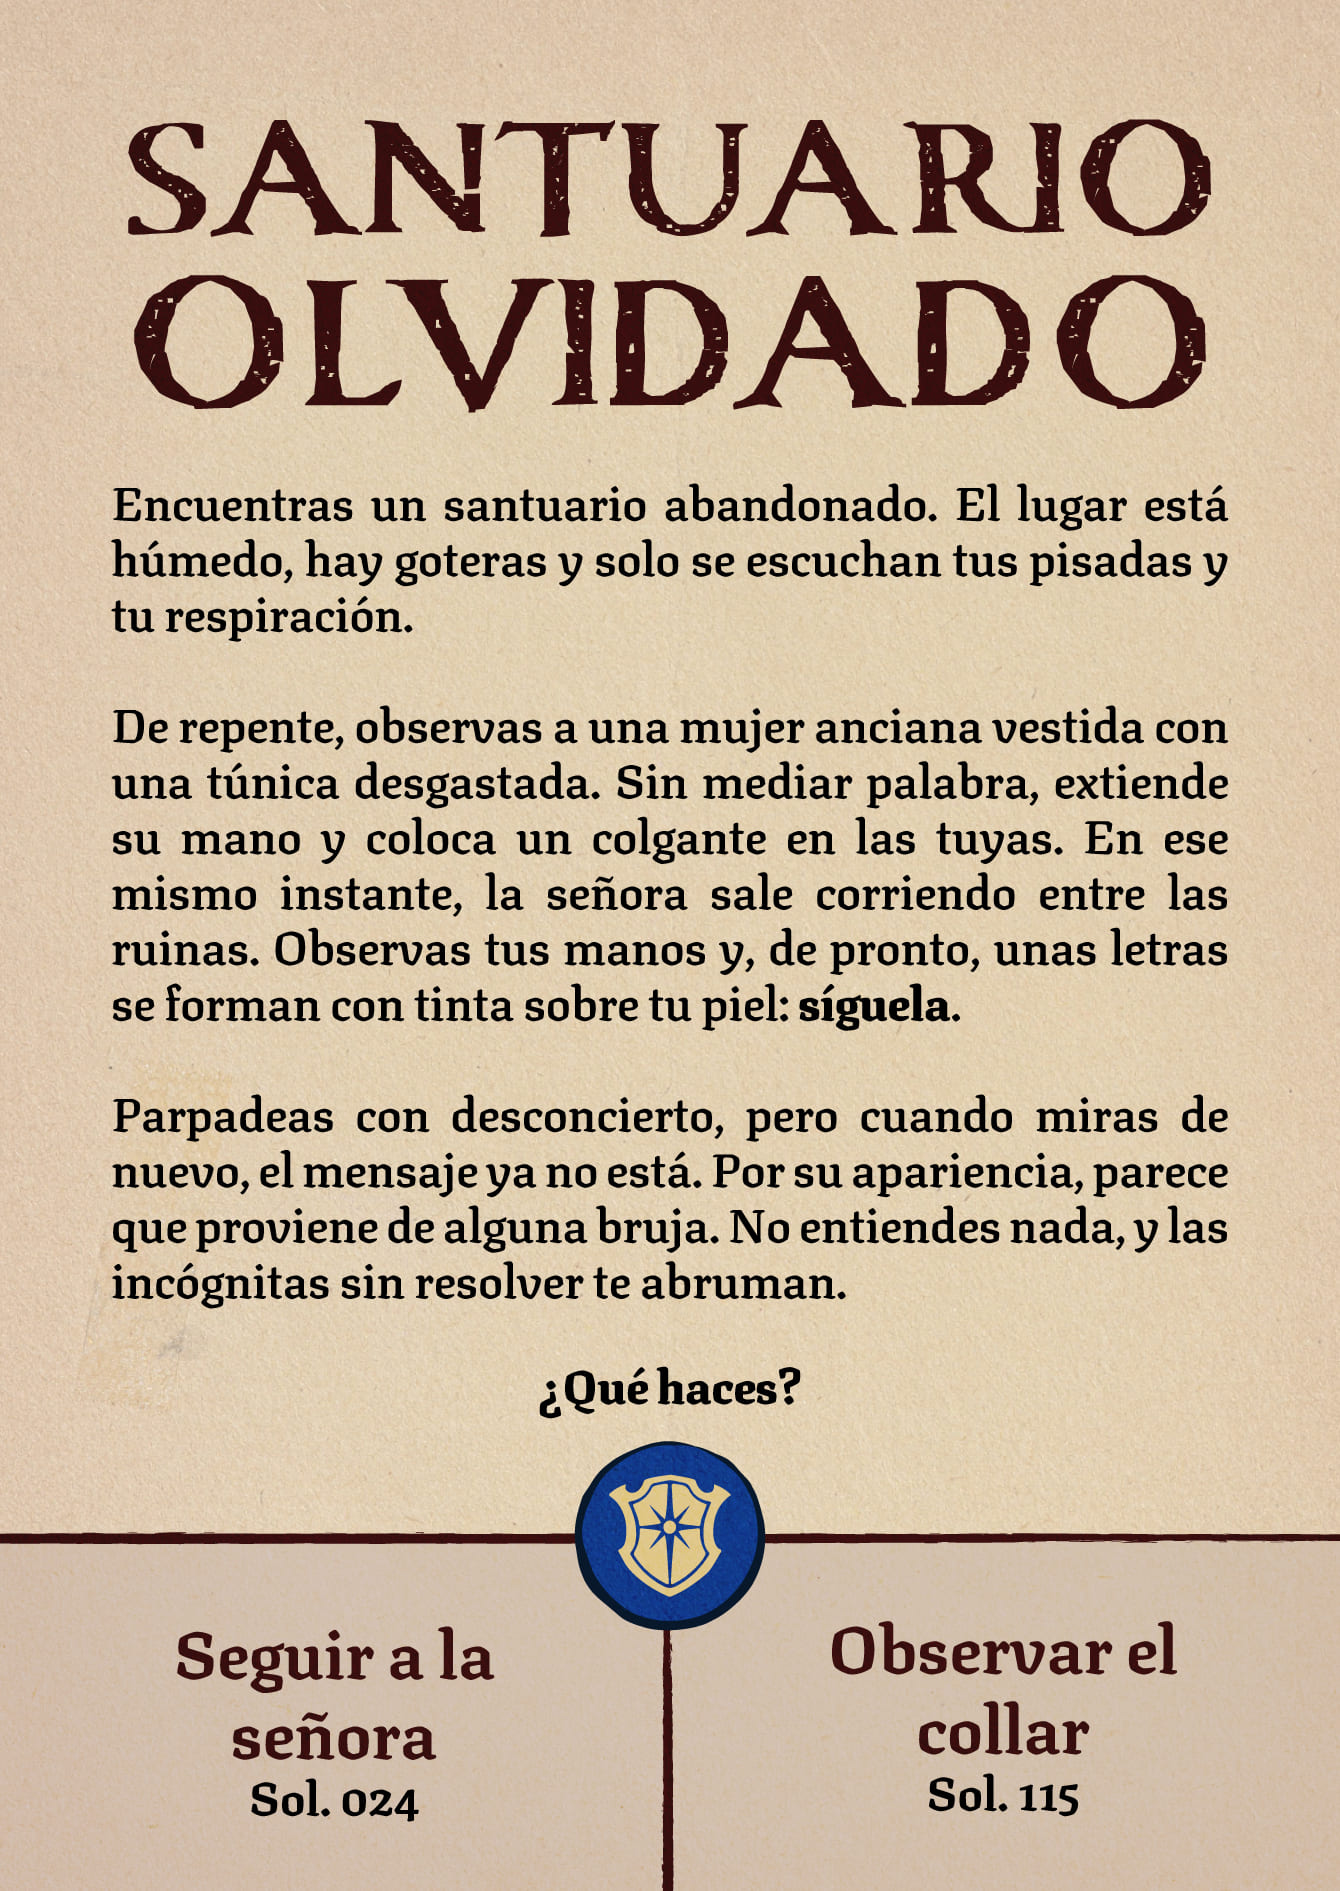 SANTUARIO
OLVIDADO
Encuentras un santuario abandonado. El lugar está
húmedo, hay goteras y solo se escuchan tus pisadas y
tu respiración.
De repente, observas a una mujer anciana vestida con
una túnica desgastada. Sin mediar palabra, extiende
su mano y coloca un colgante en las tuyas. En ese
mismo instante, la señora sale corriendo entre las
ruinas. Observas tus manos y, de pronto, unas letras
se forman con tinta sobre tu piel: síguela.
Parpadeas con desconcierto, pero cuando miras de
nuevo, el mensaje ya no está. Por su apariencia, parece
que proviene de alguna bruja. No entiendes nada, y las
incógnitas sin resolver te abruman.
¿Qué haces?
Seguir a la
señora
Sol. 024
Observar el
collar
Sol. 115